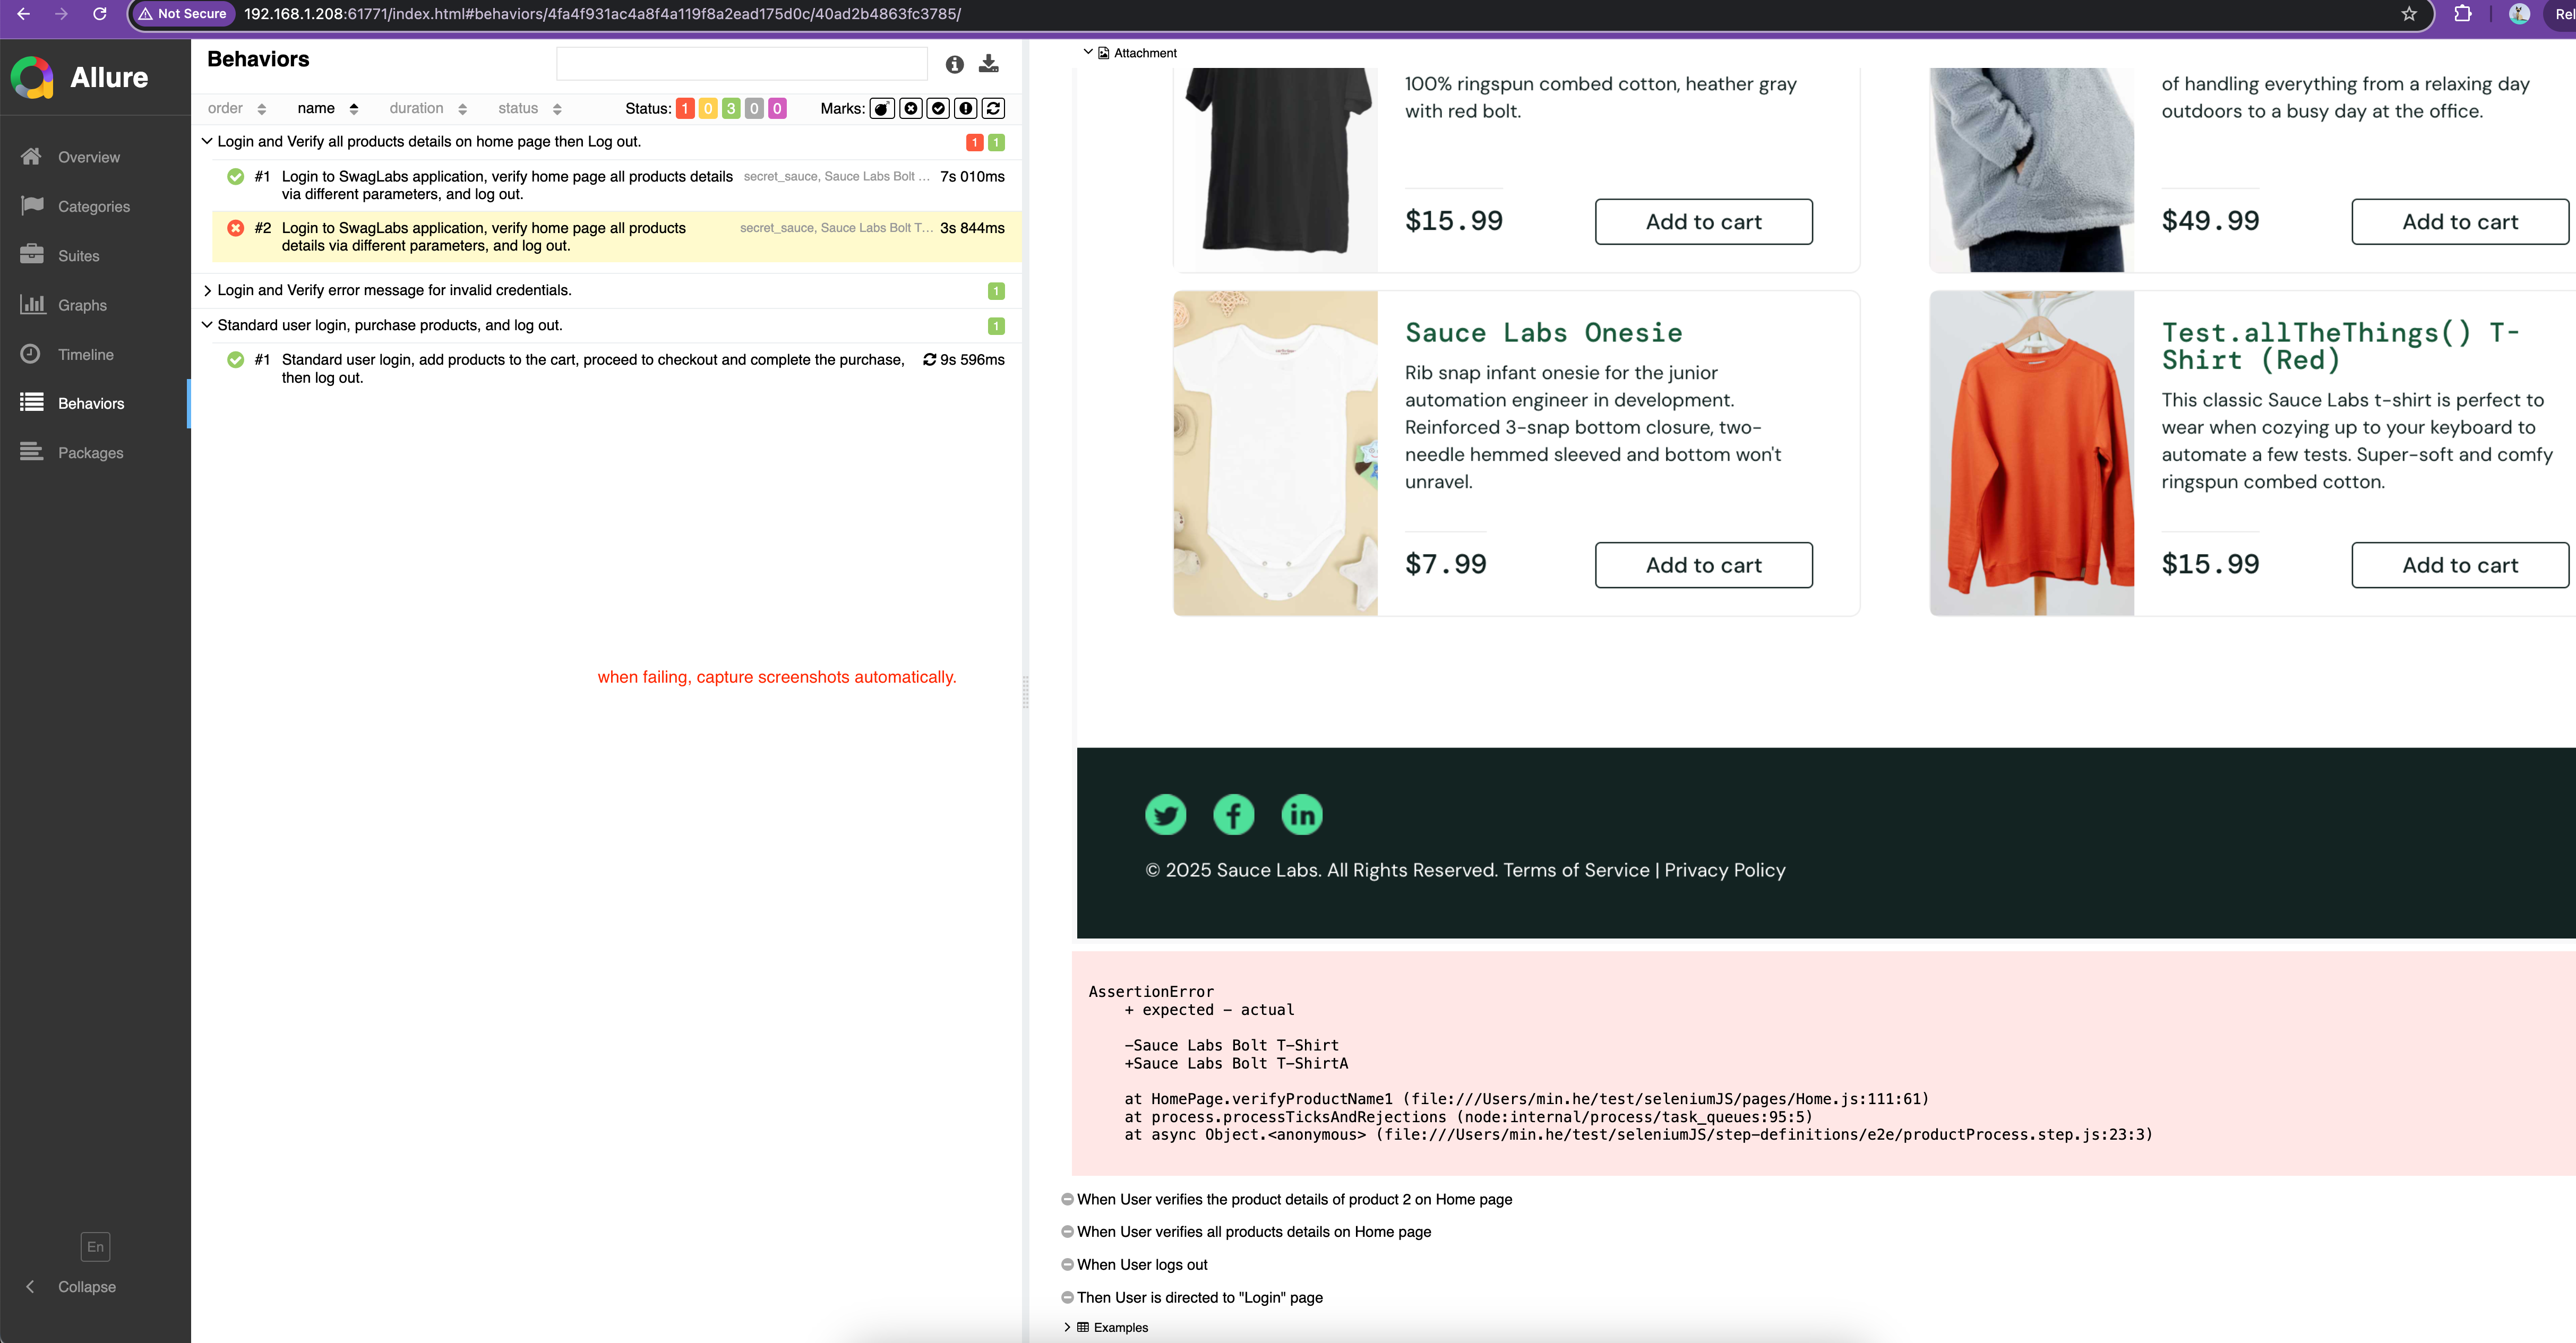 Not Secure 192.168.1.208:61771/index.html#behaviors/4fa4f931ac4a8f4a119f8a2ead175d0c/40ad2b4863fc3785/
Rel
Allure
Overview
Categories
Suites
Graphs
Timeline
Behaviors
Packages
En
Collapse
Behaviors
order name duration status Status: 1 0 3 0 0 Marks:
Login and Verify all products details on home page then Log out. 1 1
#1 Login to SwagLabs application, verify home page all products details secret_sauce, Sauce Labs Bolt ... 7s 010ms
via different parameters, and log out.
#2 Login to SwagLabs application, verify home page all products secret_sauce, Sauce Labs Bolt T... 3s 844ms
details via different parameters, and log out.
Login and Verify error message for invalid credentials. 1
Standard user login, purchase products, and log out. 1
#1 Standard user login, add products to the cart, proceed to checkout and complete the purchase, 9s 596ms
then log out.
when failing, capture screenshots automatically.
Attachment
100% ringspun combed cotton, heather gray
with red bolt.
$15.99 Add to cart
of handling everything from a relaxing day
outdoors to a busy day at the office.
$49.99 Add to cart
Sauce Labs Onesie
Rib snap infant onesie for the junior
automation engineer in development.
Reinforced 3-snap bottom closure, two-
needle hemmed sleeved and bottom won't
unravel.
$7.99 Add to cart
Test.allTheThings() T-
Shirt (Red)
This classic Sauce Labs t-shirt is perfect to
wear when cozying up to your keyboard to
automate a few tests. Super-soft and comfy
ringspun combed cotton.
$15.99 Add to cart
© 2025 Sauce Labs. All Rights Reserved. Terms of Service | Privacy Policy
AssertionError
+ expected - actual
-Sauce Labs Bolt T-Shirt
+Sauce Labs Bolt T-ShirtA
at HomePage.verifyProductName1 (file:///Users/min.he/test/seleniumJS/pages/Home.js:111:61)
at process.processTicksAndRejections (node:internal/process/task_queues:95:5)
at async Object.<anonymous> (file:///Users/min.he/test/seleniumJS/step-definitions/e2e/productProcess.step.js:23:3)
When User verifies the product details of product 2 on Home page
When User verifies all products details on Home page
When User logs out
Then User is directed to "Login" page
Examples